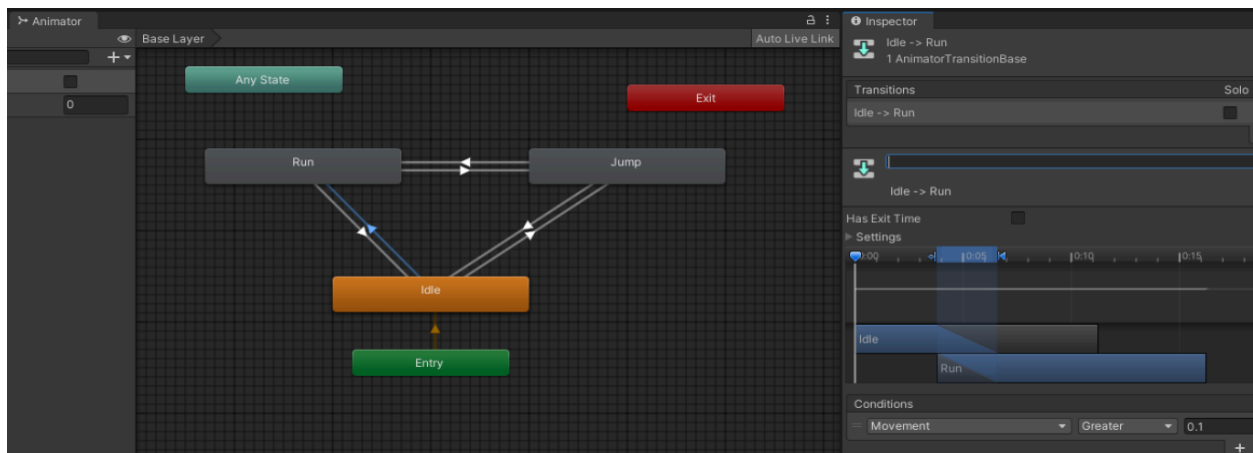 Animator
Base Layer
Auto Live Link
0
Any State
Exit
Run
Jump
Idle
Entry
Inspector
Idle -> Run
1 AnimatorTransitionBase
Transitions Solo
Idle -> Run
Idle -> Run
Has Exit Time
Settings
0:00 0:05 0:10 0:15
Idle
Run
Conditions
Movement Greater 0.1